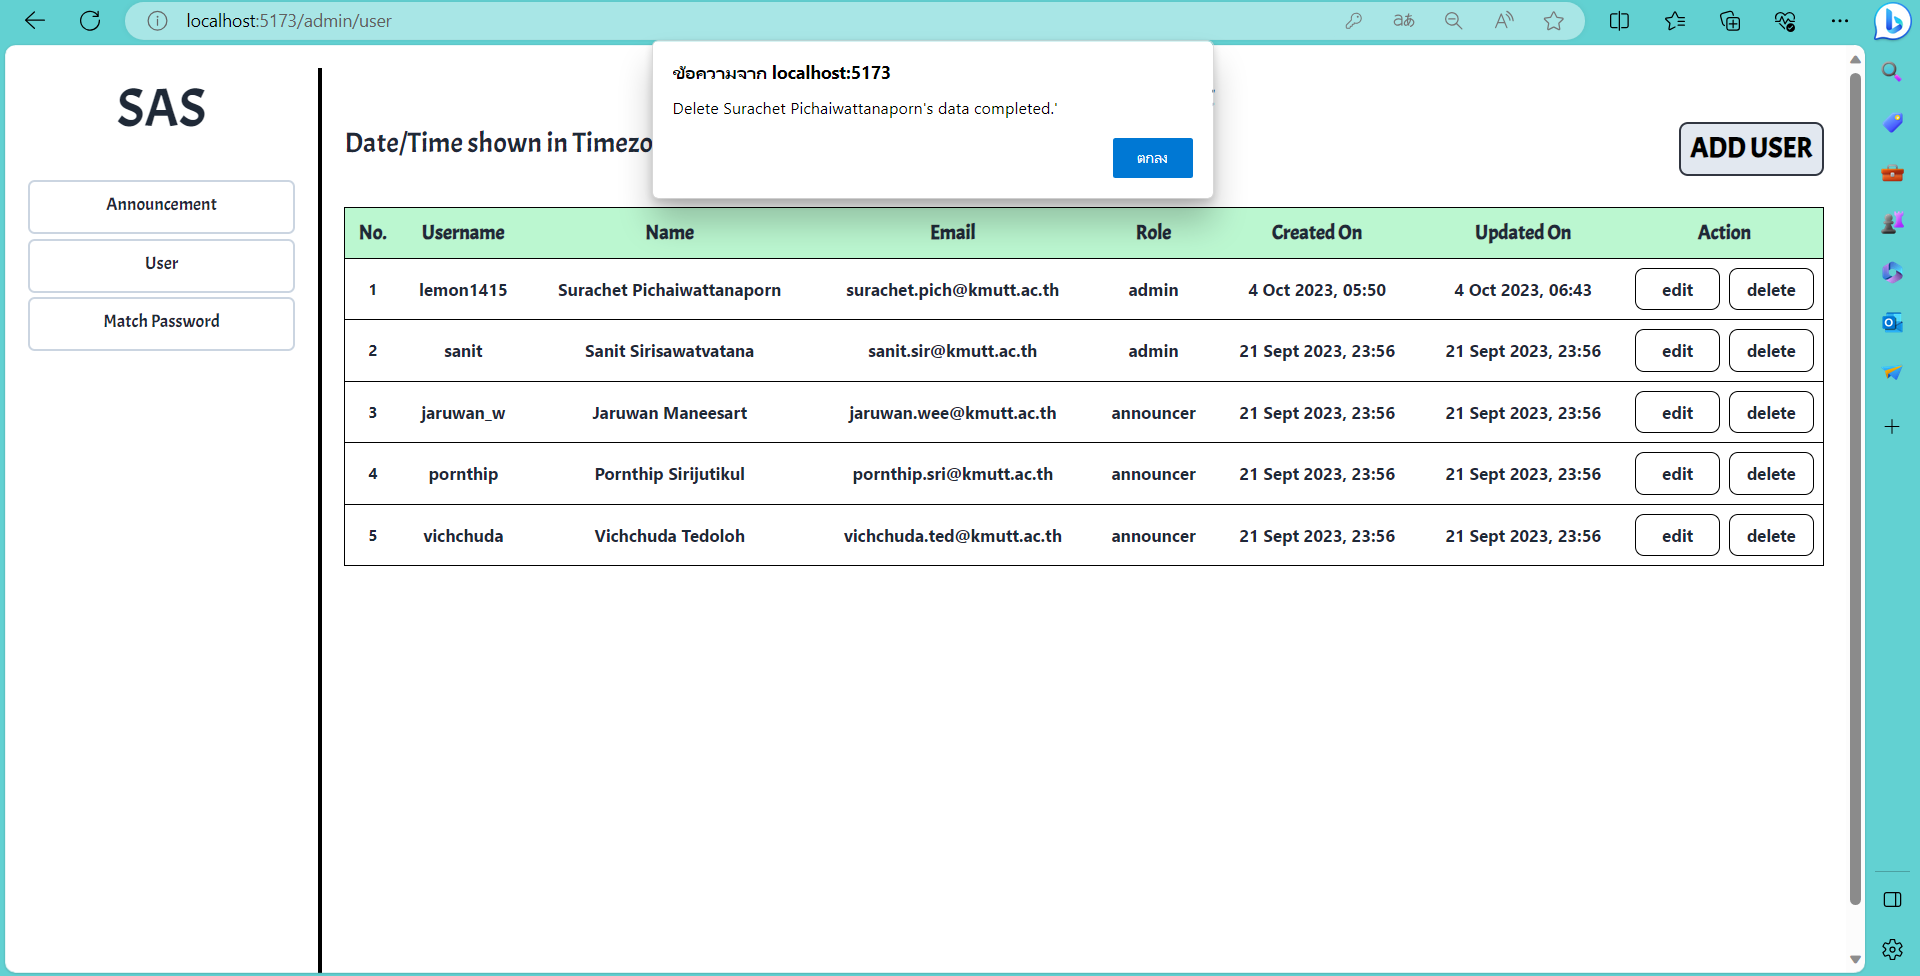 localhost:5173/admin/user
ข้อความจาก localhost:5173
Delete Surachet Pichaiwattanaporn's data completed.'
ตกลง
SAS
Announcement
User
Match Password
Date/Time shown in Timezo
ADD USER
No. Username Name Email Role Created On Updated On Action
1 lemon1415 Surachet Pichaiwattanaporn surachet.pich@kmutt.ac.th admin 4 Oct 2023, 05:50 4 Oct 2023, 06:43 edit delete
2 sanit Sanit Sirisawatvatana sanit.sir@kmutt.ac.th admin 21 Sept 2023, 23:56 21 Sept 2023, 23:56 edit delete
3 jaruwan_w Jaruwan Maneesart jaruwan.wee@kmutt.ac.th announcer 21 Sept 2023, 23:56 21 Sept 2023, 23:56 edit delete
4 pornthip Pornthip Sirijutikul pornthip.sri@kmutt.ac.th announcer 21 Sept 2023, 23:56 21 Sept 2023, 23:56 edit delete
5 vichchuda Vichchuda Tedoloh vichchuda.ted@kmutt.ac.th announcer 21 Sept 2023, 23:56 21 Sept 2023, 23:56 edit delete